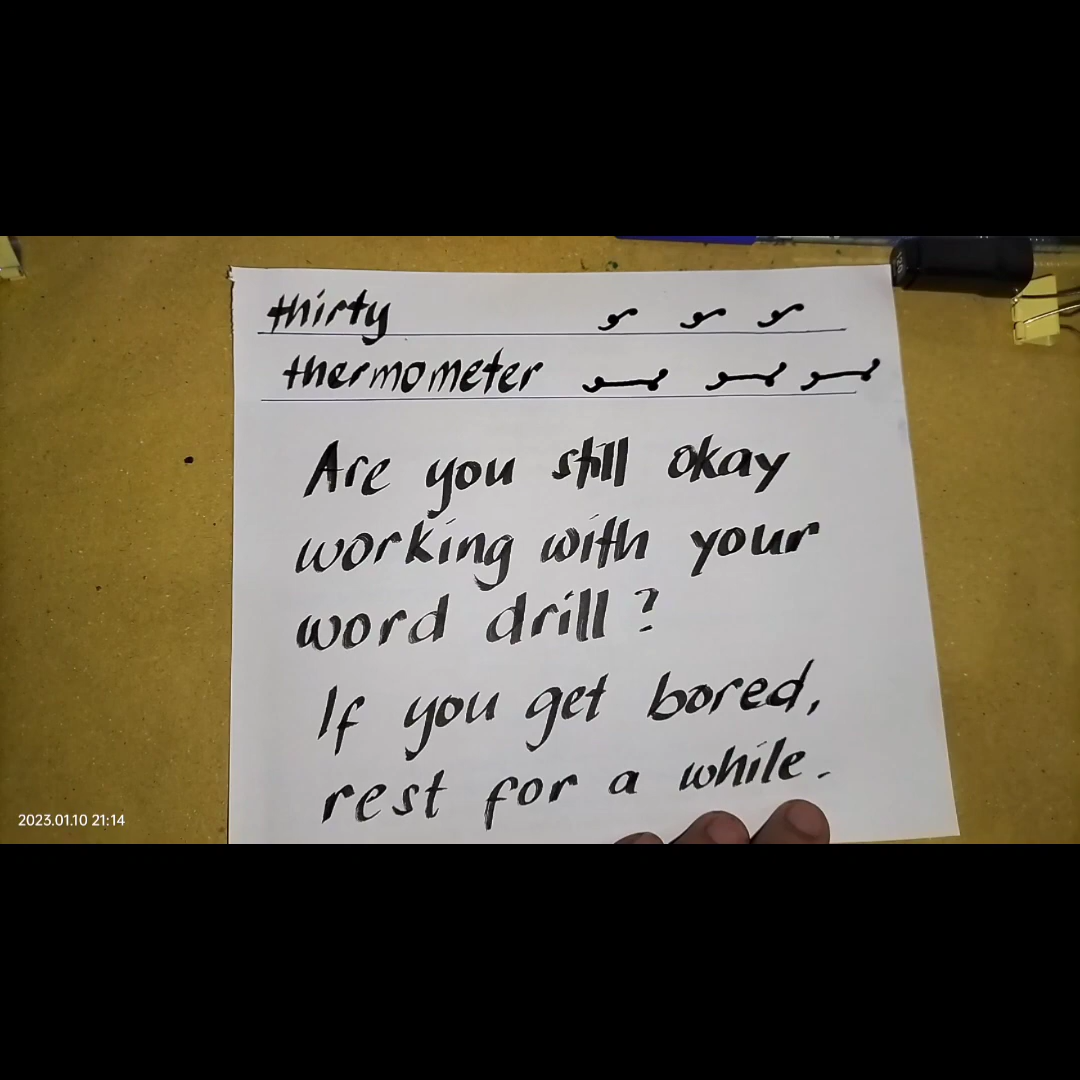 thirty
thermometer
Are you still okay
working with your
word drill?
If you get bored,
rest for a while.
2023.01.10 21:14